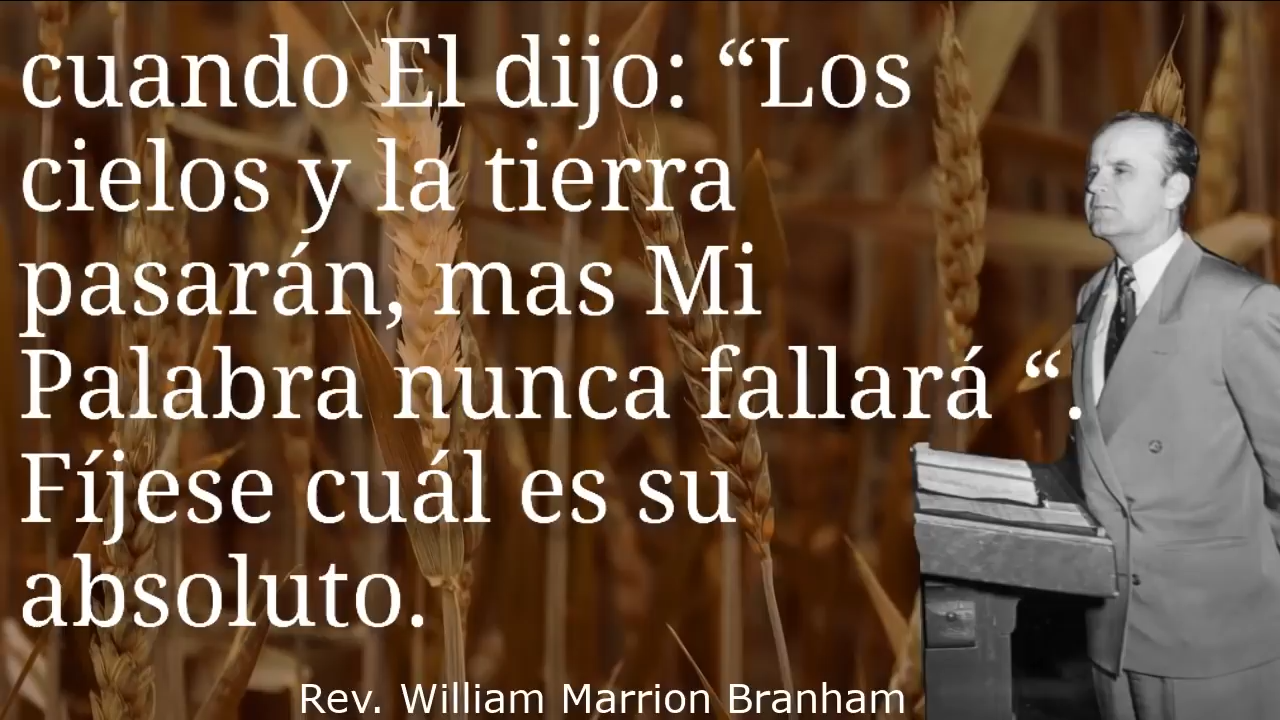 cuando El dijo: “Los
cielos y la tierra
pasarán, mas Mi
Palabra nunca fallará “.
Fíjese cuál es su
absoluto.
Rev. William Marrion Branham